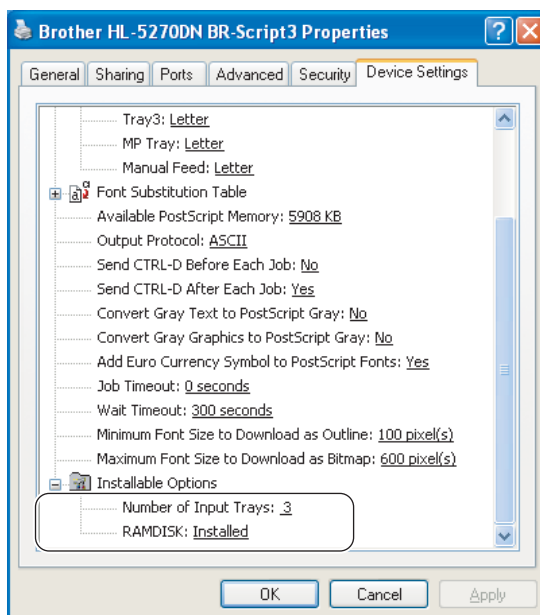 Brother HL-5270DN BR-Script3 Properties
General Sharing Ports Advanced Security Device Settings
Tray3: Letter
MP Tray: Letter
Manual Feed: Letter
Font Substitution Table
Available PostScript Memory: 5908 KB
Output Protocol: ASCII
Send CTRL-D Before Each Job: No
Send CTRL-D After Each Job: Yes
Convert Gray Text to PostScript Gray: No
Convert Gray Graphics to PostScript Gray: No
Add Euro Currency Symbol to PostScript Fonts: Yes
Job Timeout: 0 seconds
Wait Timeout: 300 seconds
Minimum Font Size to Download as Outline: 100 pixel(s)
Maximum Font Size to Download as Bitmap: 600 pixel(s)
Installable Options
Number of Input Trays: 3
RAMDISK: Installed
OK Cancel Apply